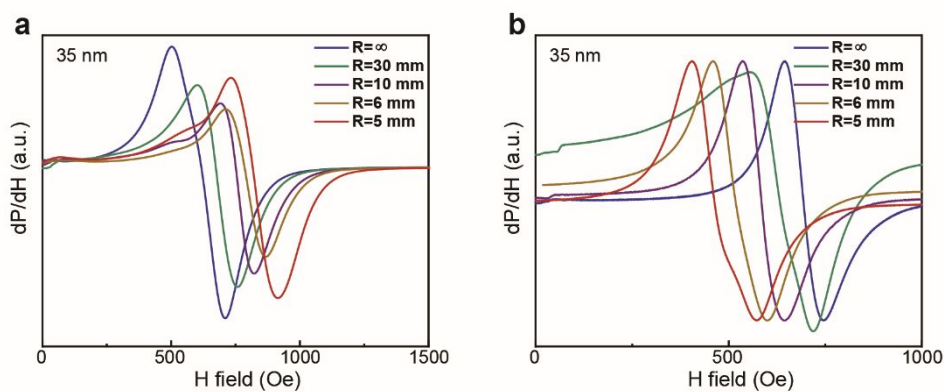 a
35 nm
R=∞
R=30 mm
R=10 mm
R=6 mm
R=5 mm
dP/dH (a.u.)
0 500 1000 1500
H field (Oe)
b
35 nm
R=∞
R=30 mm
R=10 mm
R=6 mm
R=5 mm
dP/dH (a.u.)
0 500 1000
H field (Oe)